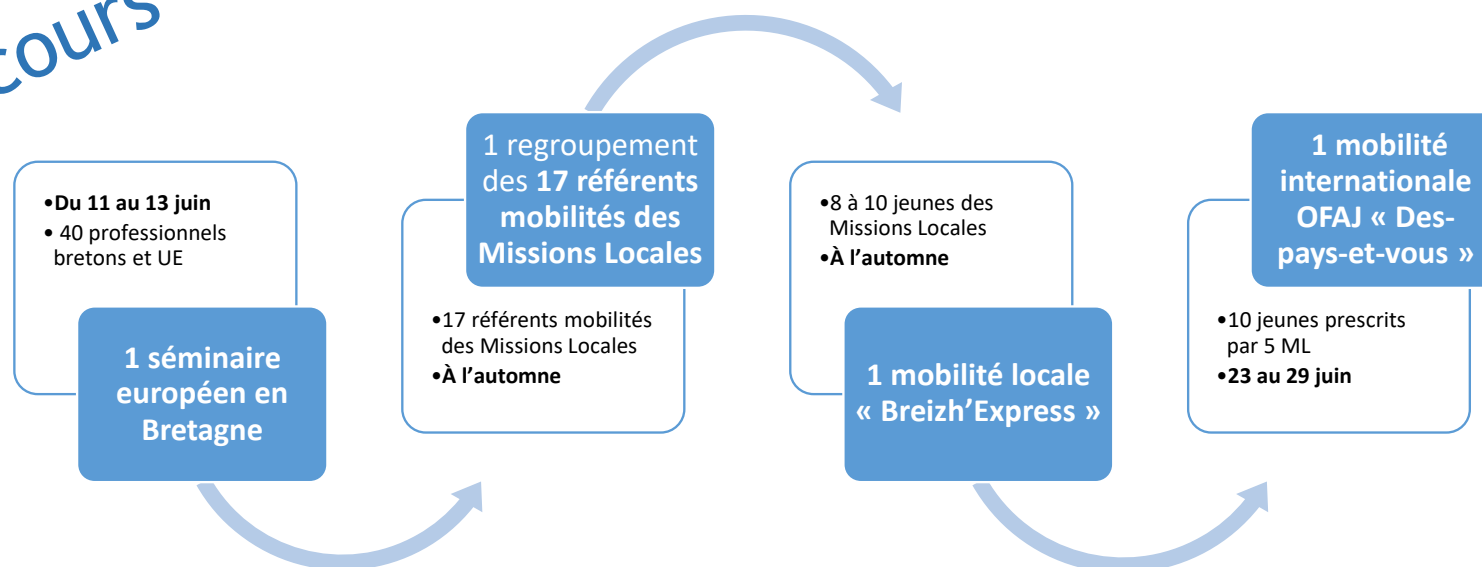 cours
•Du 11 au 13 juin
• 40 professionnels
bretons et UE
1 séminaire
européen en
Bretagne
1 regroupement
des 17 référents
mobilités des
Missions Locales
•17 référents mobilités
des Missions Locales
•À l’automne
•8 à 10 jeunes des
Missions Locales
•À l’automne
1 mobilité locale
« Breizh’Express »
1 mobilité
internationale
OFAJ « Des-
pays-et-vous »
•10 jeunes prescrits
par 5 ML
•23 au 29 juin